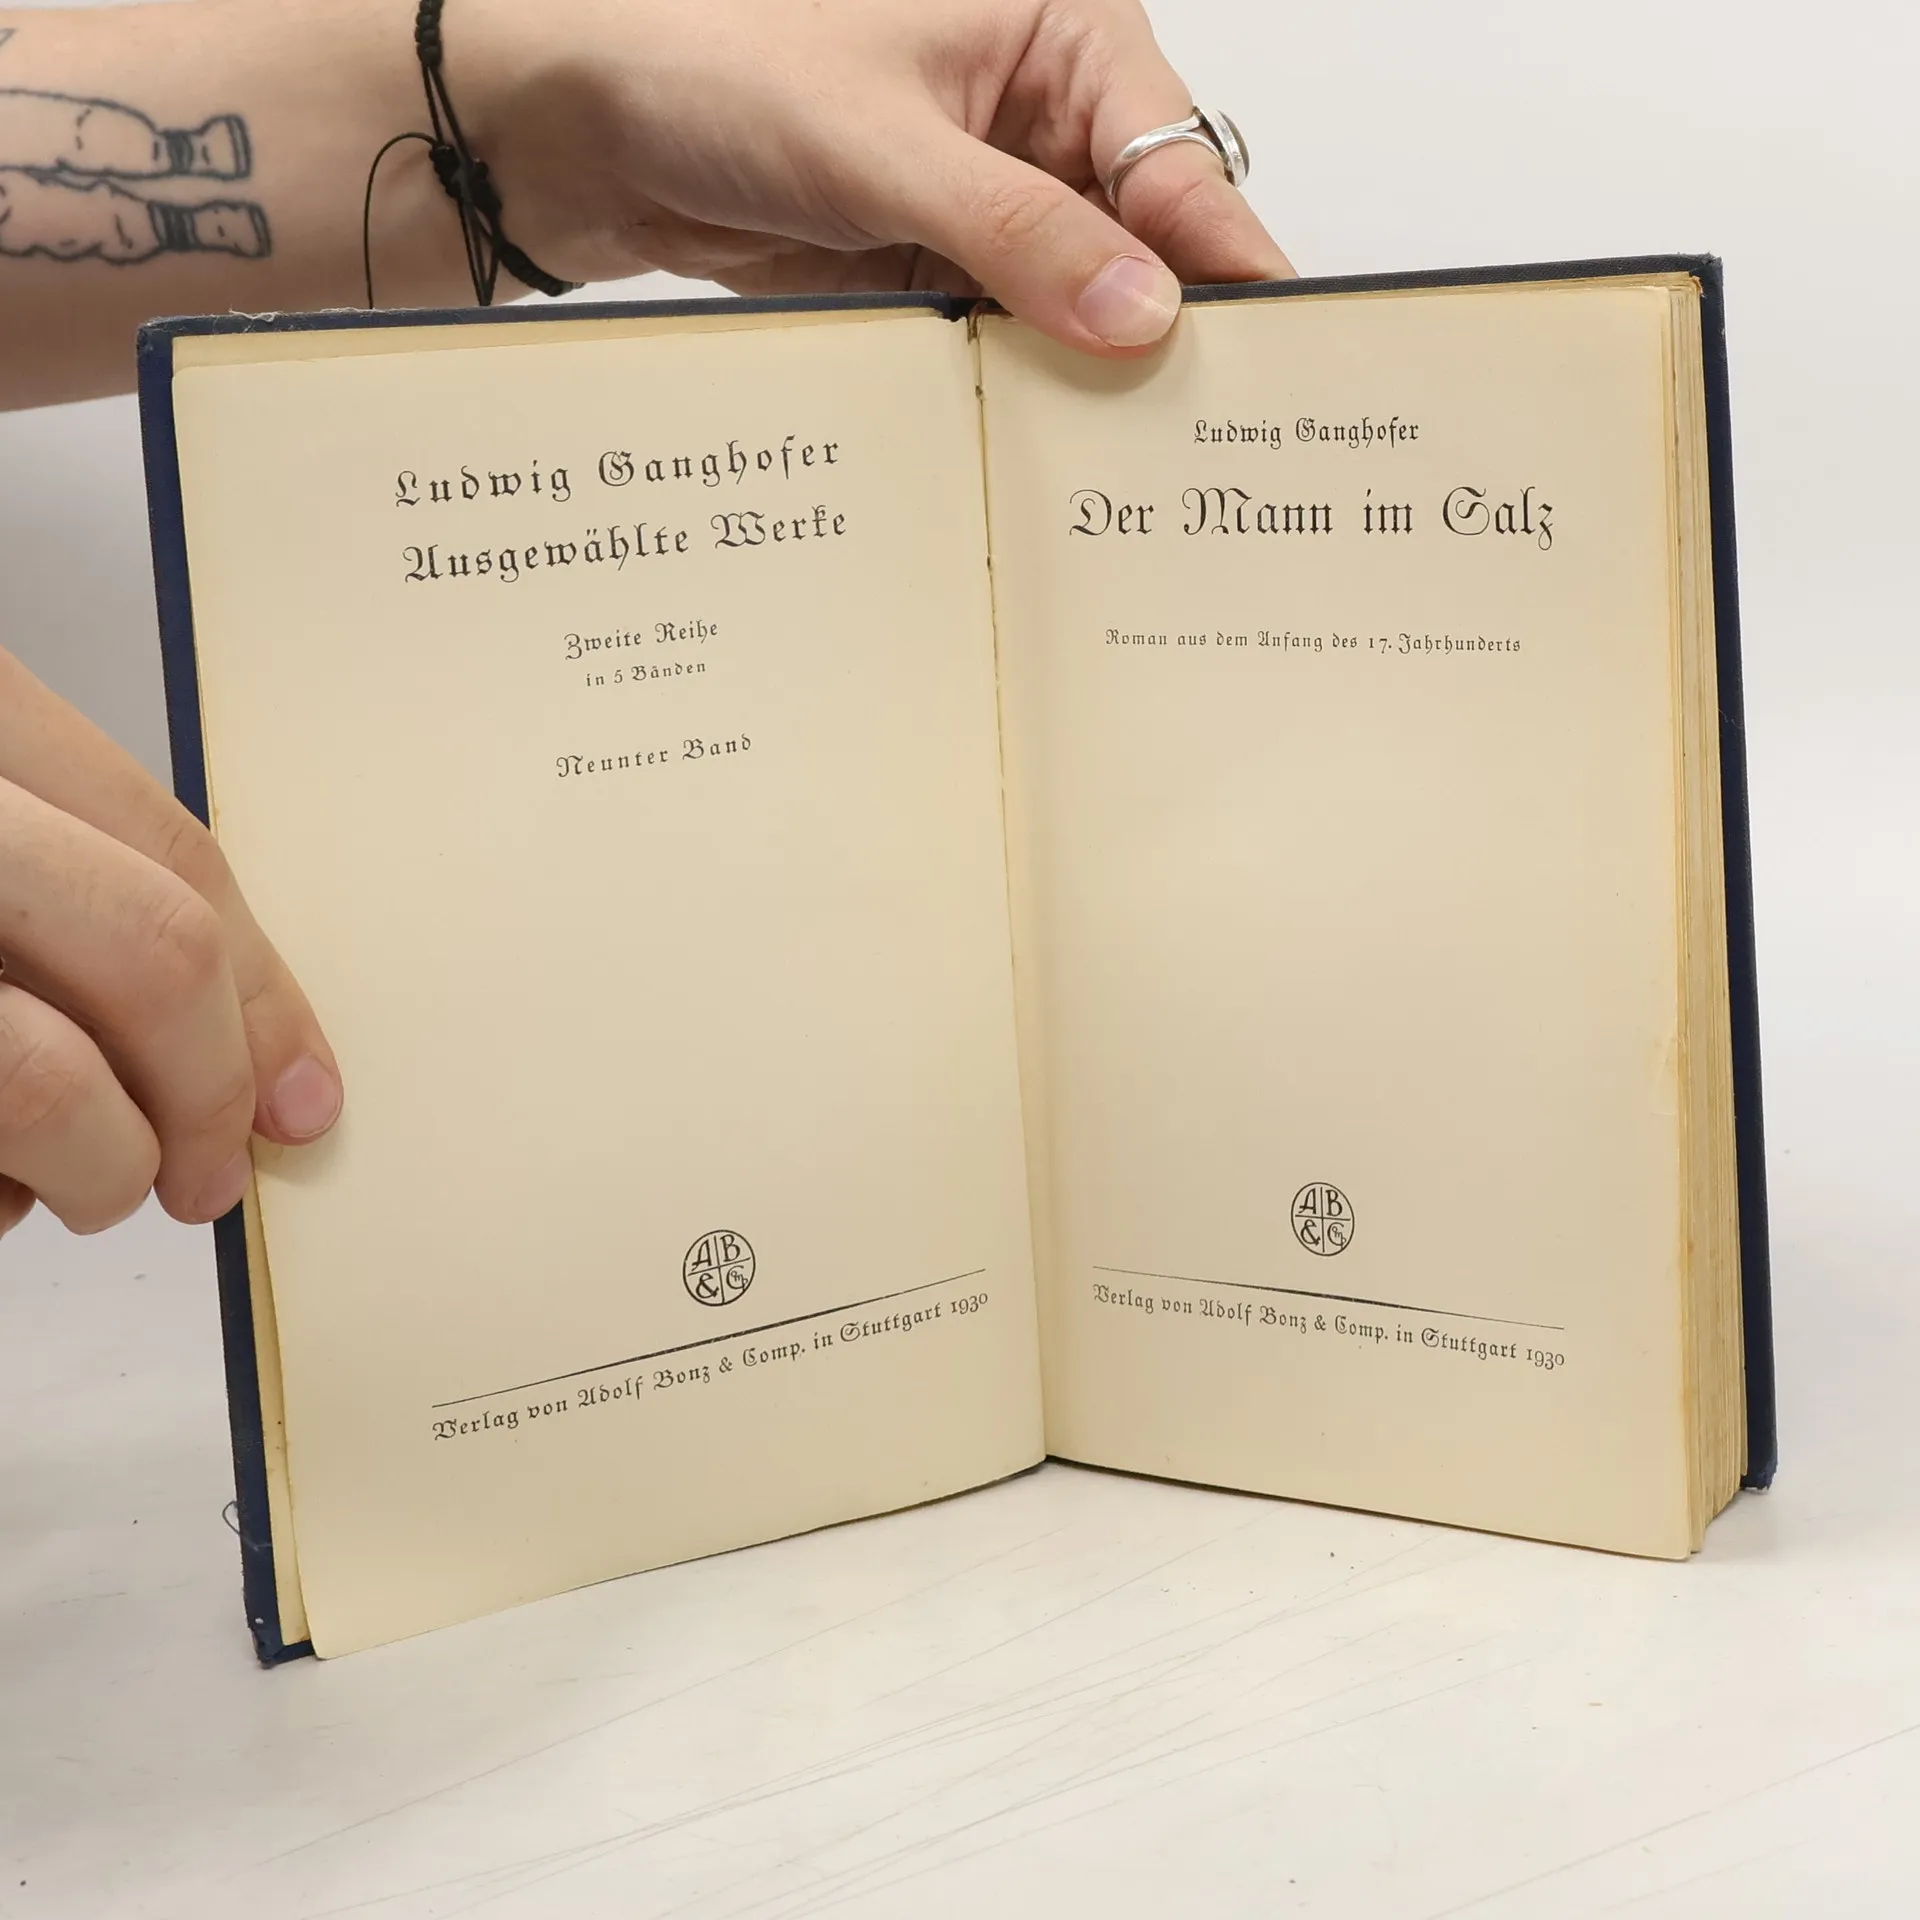 Ludwig Ganghofer
Ausgewählte Werke
Zweite Reihe
in 5 Bänden
Neunter Band
A B
& Comp
Verlag von Adolf Bonz & Comp. in Stuttgart 1930
Ludwig Ganghofer
Der Mann im Salz
Roman aus dem Anfang des 17. Jahrhunderts
A B
& Comp
Verlag von Adolf Bonz & Comp. in Stuttgart 1930